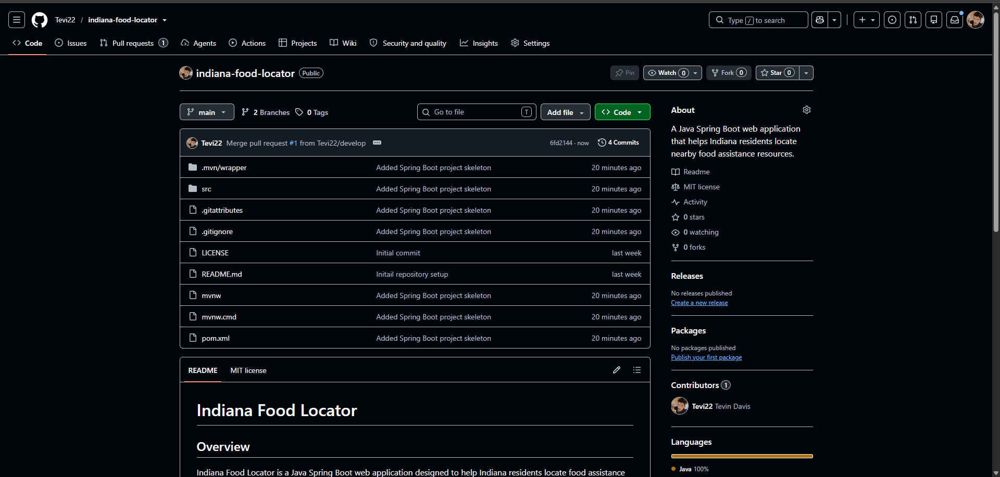 Tevi22 / indiana-food-locator
Type / to search
Code
Issues
Pull requests 1
Agents
Actions
Projects
Wiki
Security and quality
Insights
Settings
indiana-food-locator Public
Pin
Watch 0
Fork 0
Star 0
main
2 Branches
0 Tags
Go to file T
Add file
Code
Tevi22 Merge pull request #1 from Tevi22/develop
6fd2144 · now
4 Commits
.mvn/wrapper Added Spring Boot project skeleton 20 minutes ago
src Added Spring Boot project skeleton 20 minutes ago
.gitattributes Added Spring Boot project skeleton 20 minutes ago
.gitignore Added Spring Boot project skeleton 20 minutes ago
LICENSE Initial commit last week
README.md Initail repository setup last week
mvnw Added Spring Boot project skeleton 20 minutes ago
mvnw.cmd Added Spring Boot project skeleton 20 minutes ago
pom.xml Added Spring Boot project skeleton 20 minutes ago
README
MIT license
Indiana Food Locator
Overview
Indiana Food Locator is a Java Spring Boot web application designed to help Indiana residents locate food assistance
About
A Java Spring Boot web application
that helps Indiana residents locate
nearby food assistance resources.
Readme
MIT license
Activity
0 stars
0 watching
0 forks
Releases
No releases published
Create a new release
Packages
No packages published
Publish your first package
Contributors 1
Tevi22 Tevin Davis
Languages
Java 100%